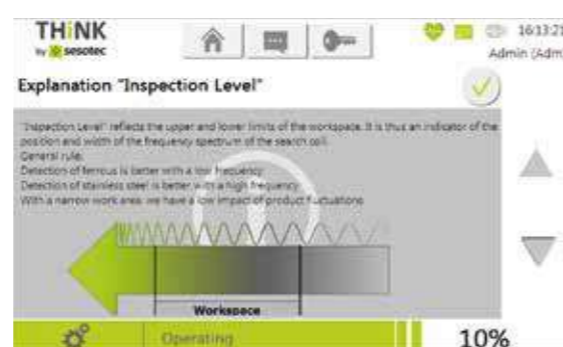 THiNK
by sesotec
16:13:21
Admin (Adm
Explanation "Inspection Level"
"Inspection Level" reflects the upper and lower limits of the workspace. It is thus an indicator of the
position and width of the frequency spectrum of the search coil.
General rule:
Detection of ferrous is better with a low frequency
Detection of stainless steel is better with a high frequency
With a narrow work area we have a low impact of product fluctuations
Workspace
Operating
10%